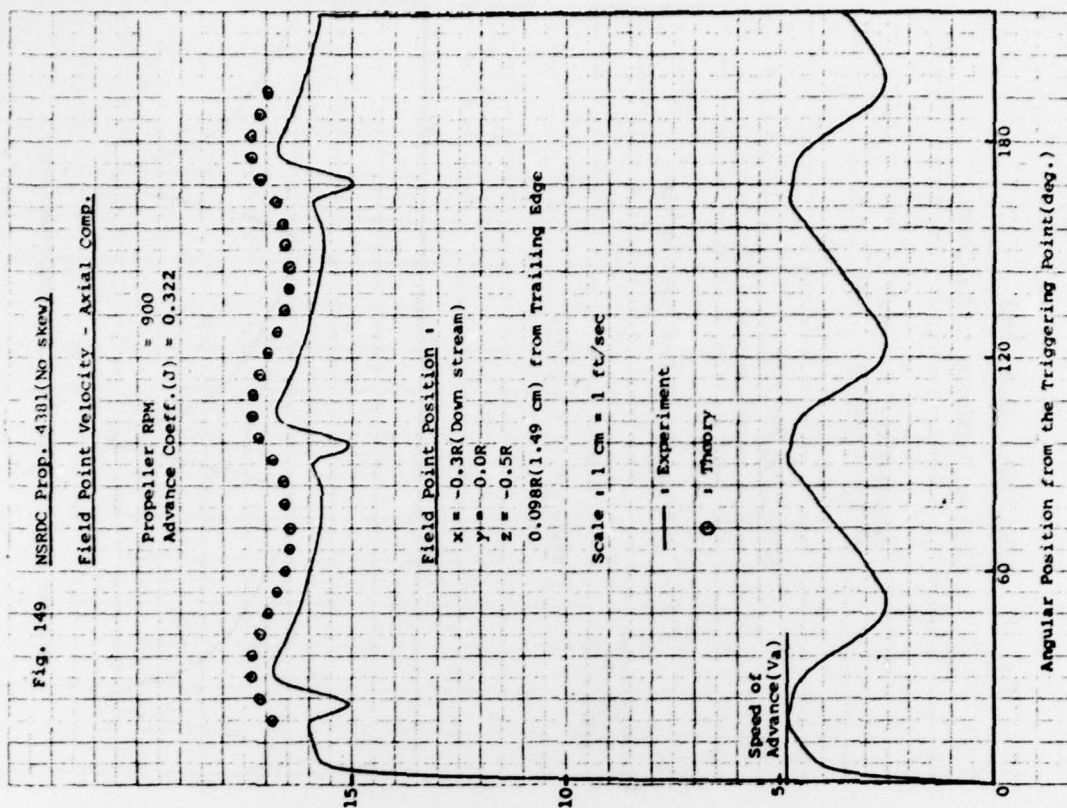 Fig. 149
NSRDC Prop. 4381(No skew)
Field Point Velocity - Axial Comp.
Propeller RPM = 900
Advance Coeff.(J) = 0.322
Field Point Position :
x = -0.3R(Down stream)
y = 0.0R
z = -0.5R
0.098R(1.49 cm) from Trailing Edge
Scale : 1 cm = 1 ft/sec
: Experiment
: Theory
Speed of
Advance(Va)
15
10
5
0
60
120
180
Angular Position from the Triggering Point(deg.)